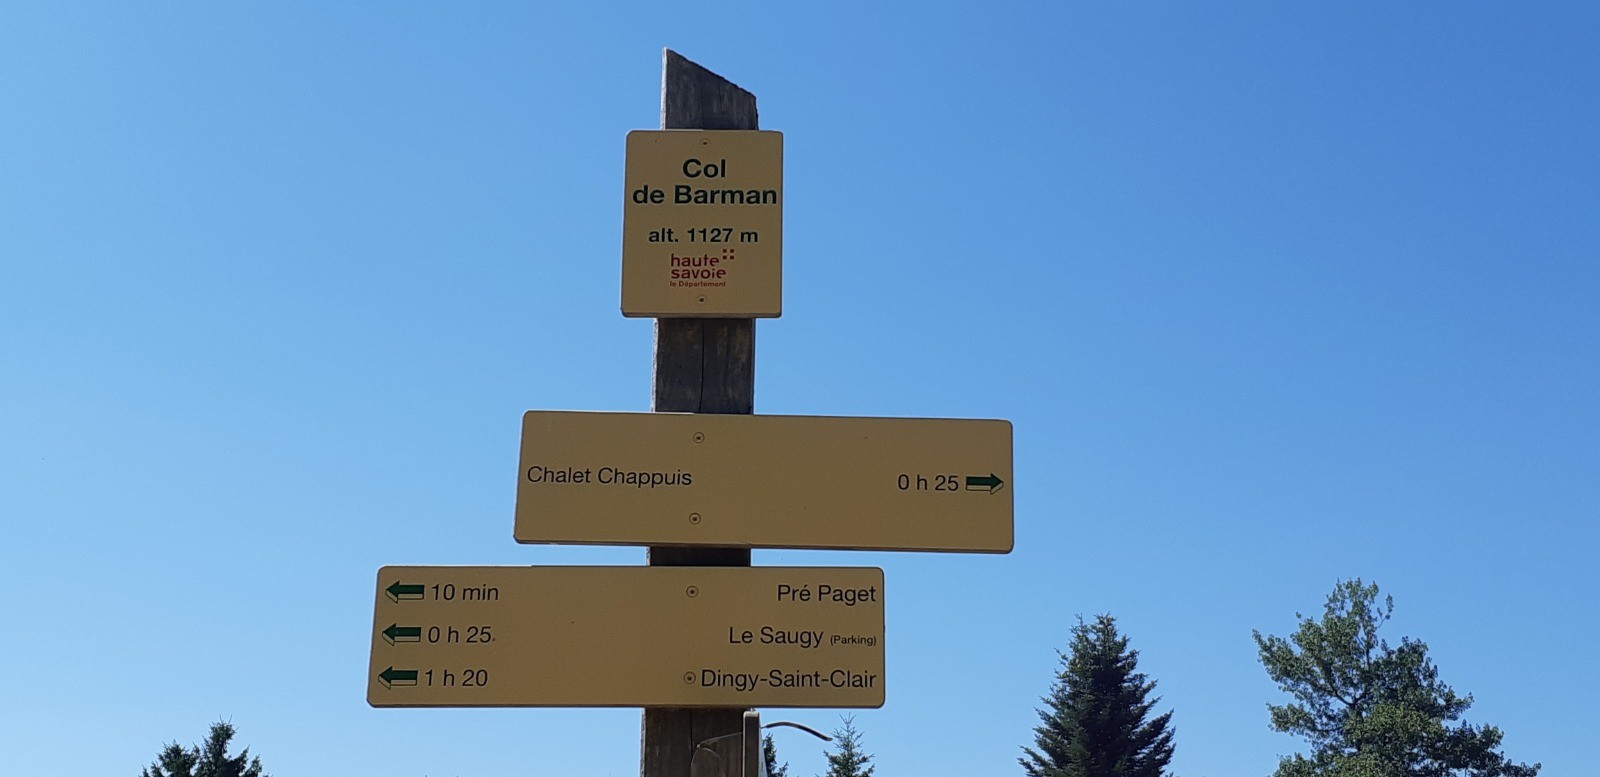 Col
de Barman
alt. 1127 m
haute
savoie
le Département
Chalet Chappuis 0 h 25
10 min Pré Paget
0 h 25 Le Saugy (Parking)
1 h 20 Dingy-Saint-Clair